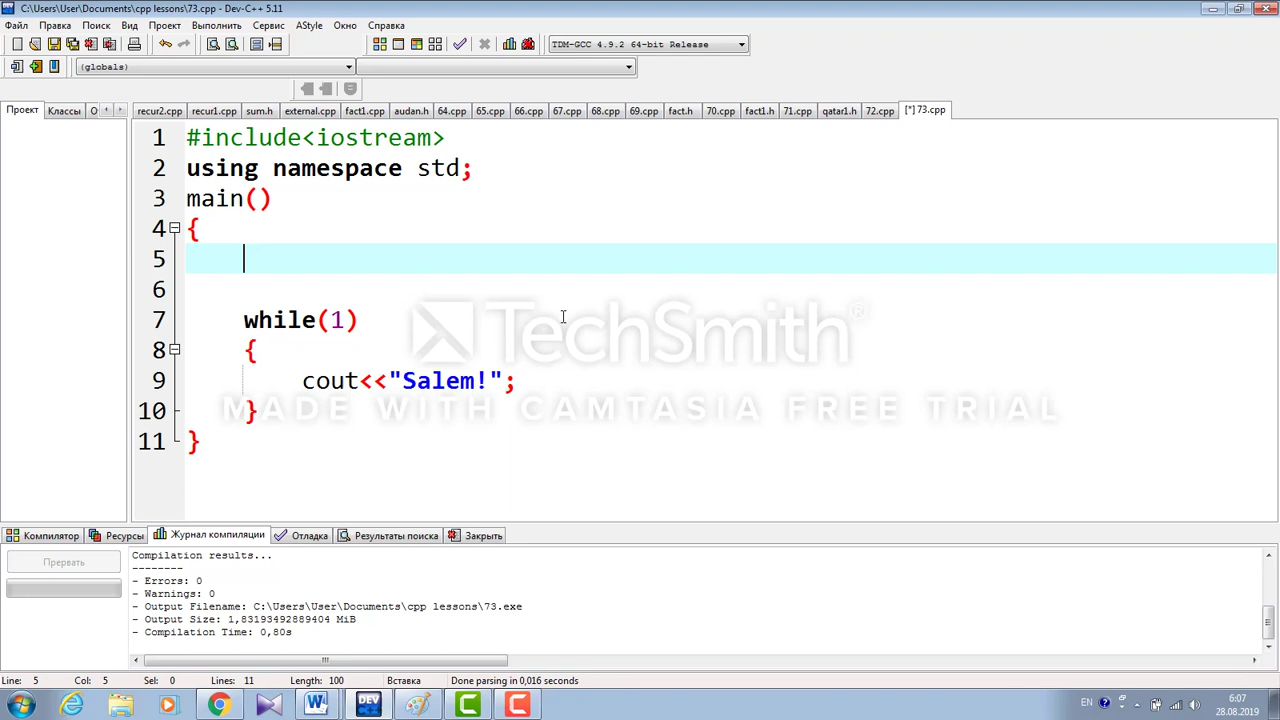 C:\Users\User\Documents\cpp lessons\73.cpp - Dev-C++ 5.11
Файл Правка Поиск Вид Проект Выполнить Сервис AStyle Окно Справка
TDM-GCC 4.9.2 64-bit Release
(globals)
Проект Классы О
recur2.cpp recur1.cpp sum.h external.cpp fact1.cpp audan.h 64.cpp 65.cpp 66.cpp 67.cpp 68.cpp 69.cpp fact.h 70.cpp fact1.h 71.cpp qatar1.h 72.cpp [*] 73.cpp
1 #include<iostream>
2 using namespace std;
3 main()
4 {
5
6
7 while(1)
8 {
9 cout<<"Salem!";
10 }
11 }
TechSmith®
MADE WITH CAMTASIA FREE TRIAL
Компилятор Ресурсы Журнал компиляции Отладка Результаты поиска Закрыть
Прервать
Compilation results...
--------
- Errors: 0
- Warnings: 0
- Output Filename: C:\Users\User\Documents\cpp lessons\73.exe
- Output Size: 1,83193492889404 MiB
- Compilation Time: 0,80s
Line: 5 Col: 5 Sel: 0 Lines: 11 Length: 100 Вставка Done parsing in 0,016 seconds
DEV
EN
6:07
28.08.2019